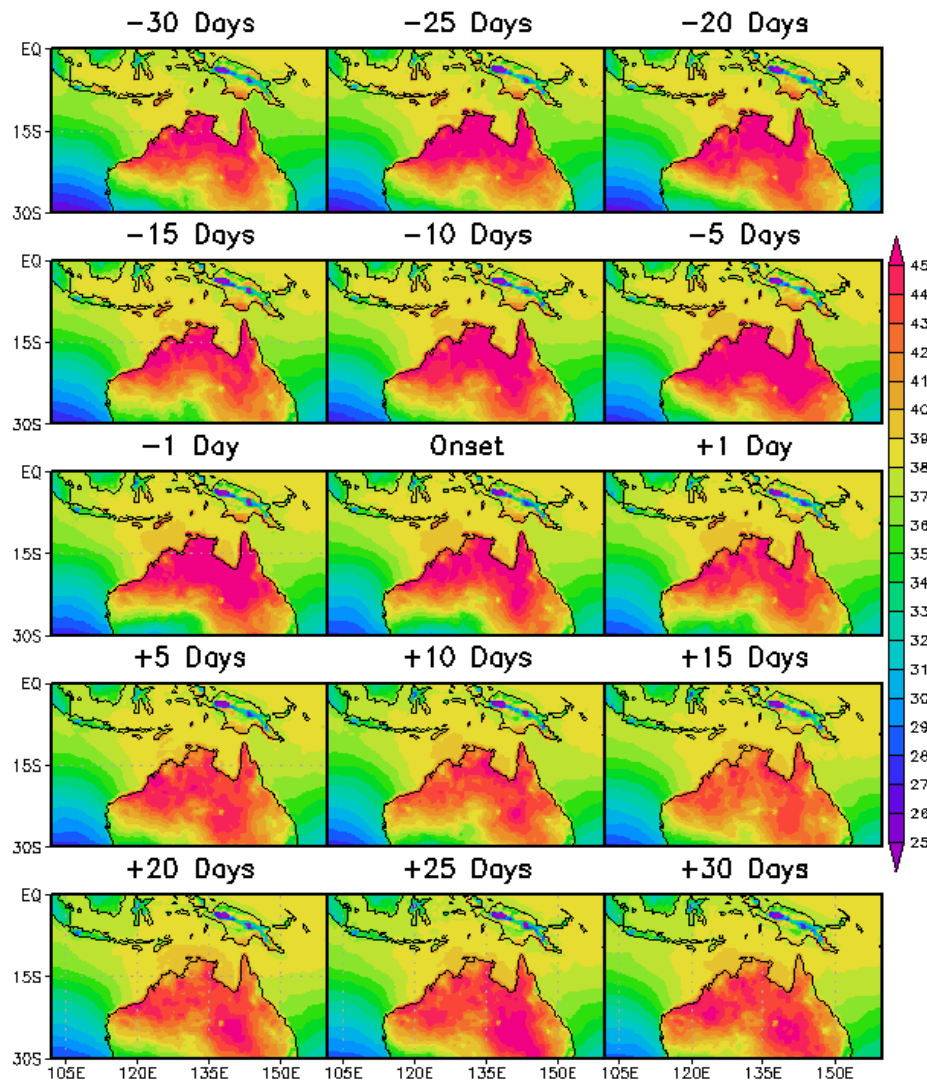 −30 Days −25 Days −20 Days
EQ
15S
30S
−15 Days −10 Days −5 Days
EQ
15S
30S
−1 Day Onset +1 Day
EQ
15S
30S
+5 Days +10 Days +15 Days
EQ
15S
30S
+20 Days +25 Days +30 Days
EQ
15S
30S
105E 120E 135E 150E 105E 120E 135E 150E 105E 120E 135E 150E
45
44
43
42
41
40
39
38
37
36
35
34
33
32
31
30
29
28
27
26
25